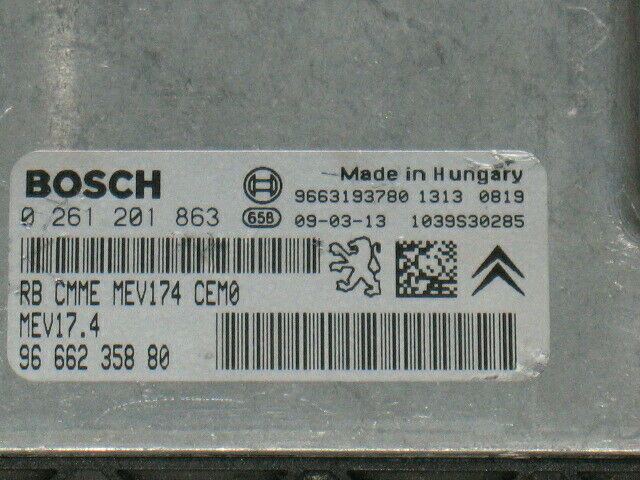 BOSCH
Made in Hungary
9663193780 1313 0819
0 261 201 863 658 09-03-13 1039S30285
RB CMME MEV174 CEM0
MEV17.4
96 662 358 80